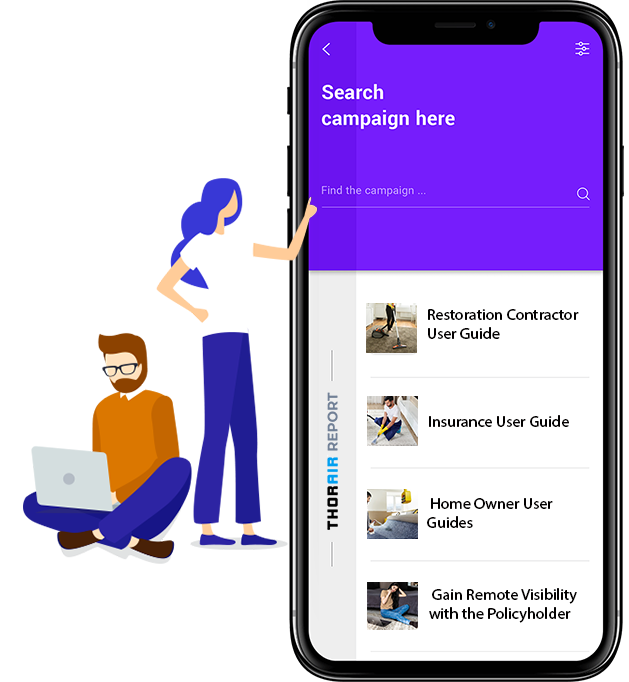 Search
campaign here
Find the campaign ...
THORAIR REPORT
Restoration Contractor
User Guide
Insurance User Guide
Home Owner User
Guides
Gain Remote Visibility
with the Policyholder